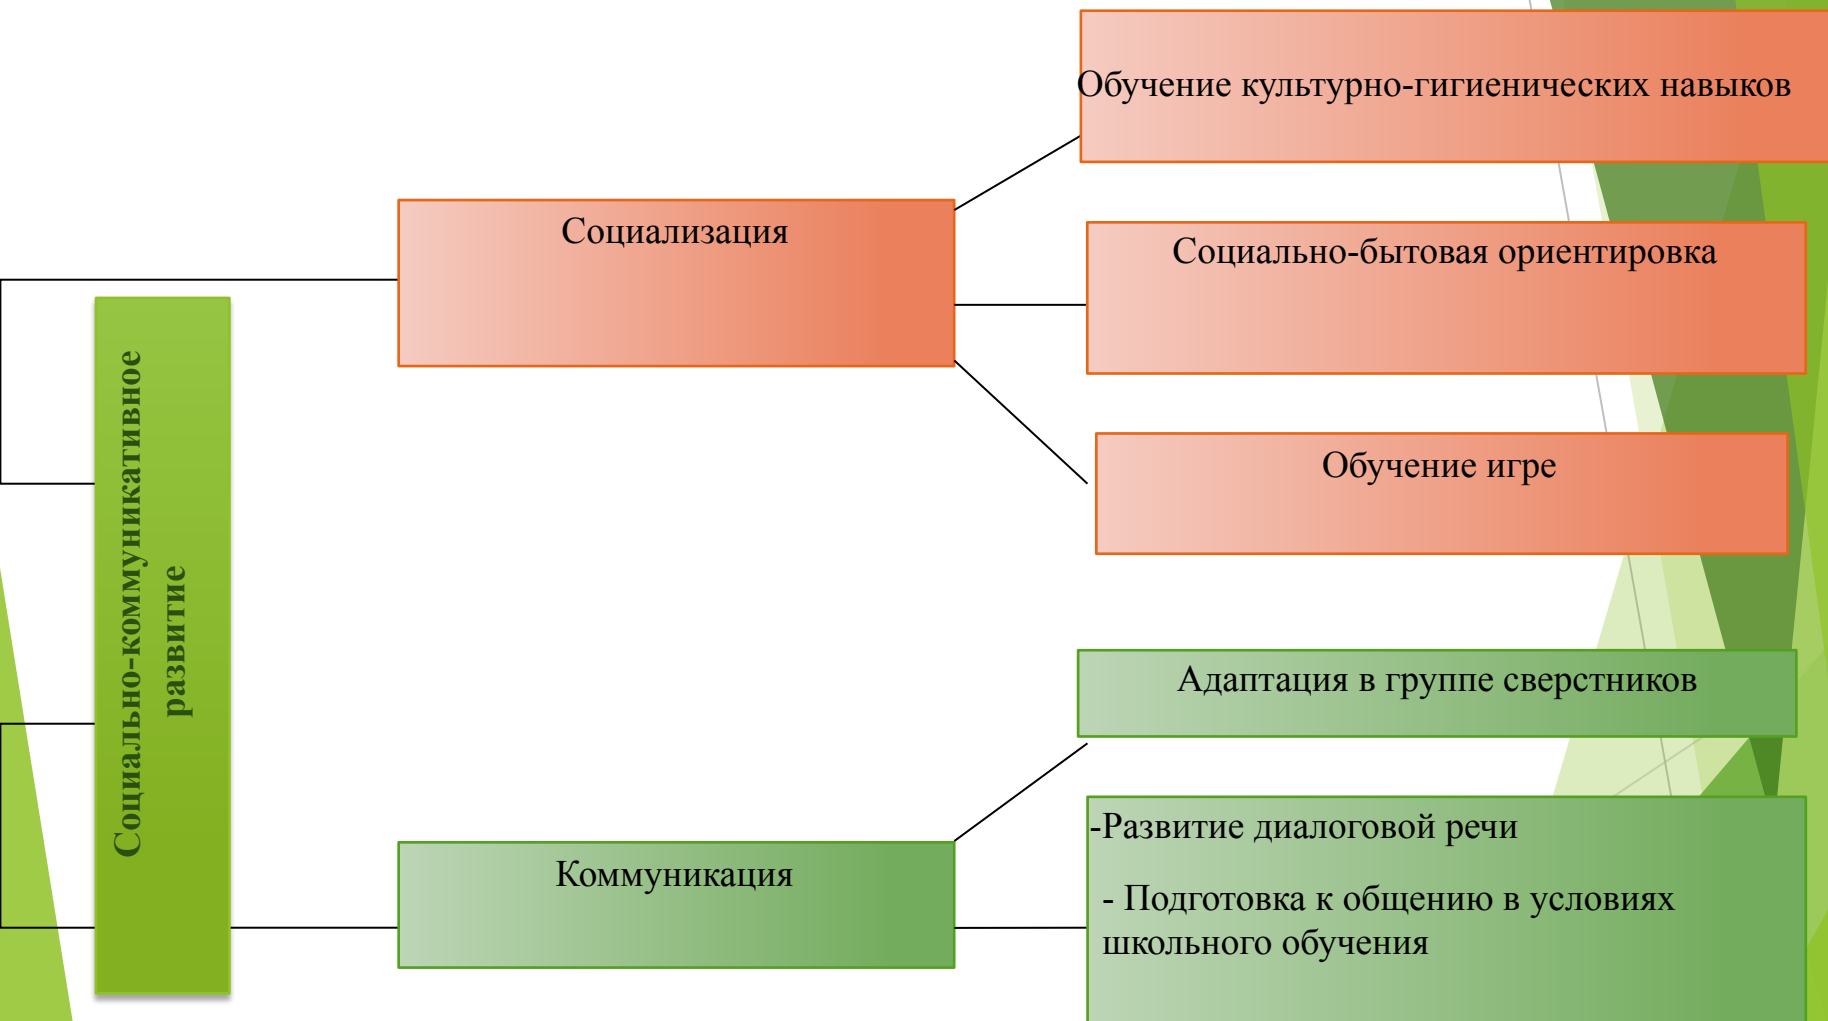 Социально-коммуникативное
развитие
Социализация
Обучение культурно-гигиенических навыков
Социально-бытовая ориентировка
Обучение игре
Коммуникация
Адаптация в группе сверстников
-Развитие диалоговой речи
- Подготовка к общению в условиях
школьного обучения